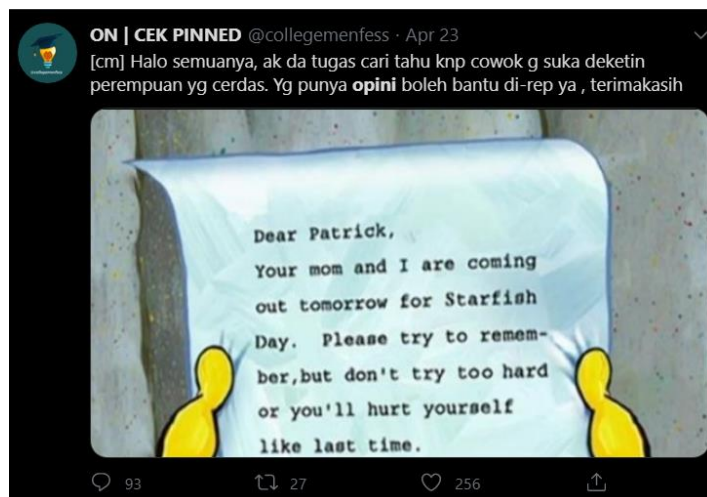 ON | CEK PINNED @collegemenfess · Apr 23
[cm] Halo semuanya, ak da tugas cari tahu knp cowok g suka deketin
perempuan yg cerdas. Yg punya opini boleh bantu di-rep ya , terimakasih
Dear Patrick,
Your mom and I are coming
out tomorrow for Starfish
Day. Please try to remem-
ber,but don't try too hard
or you'll hurt yourself
like last time.
93 27 256